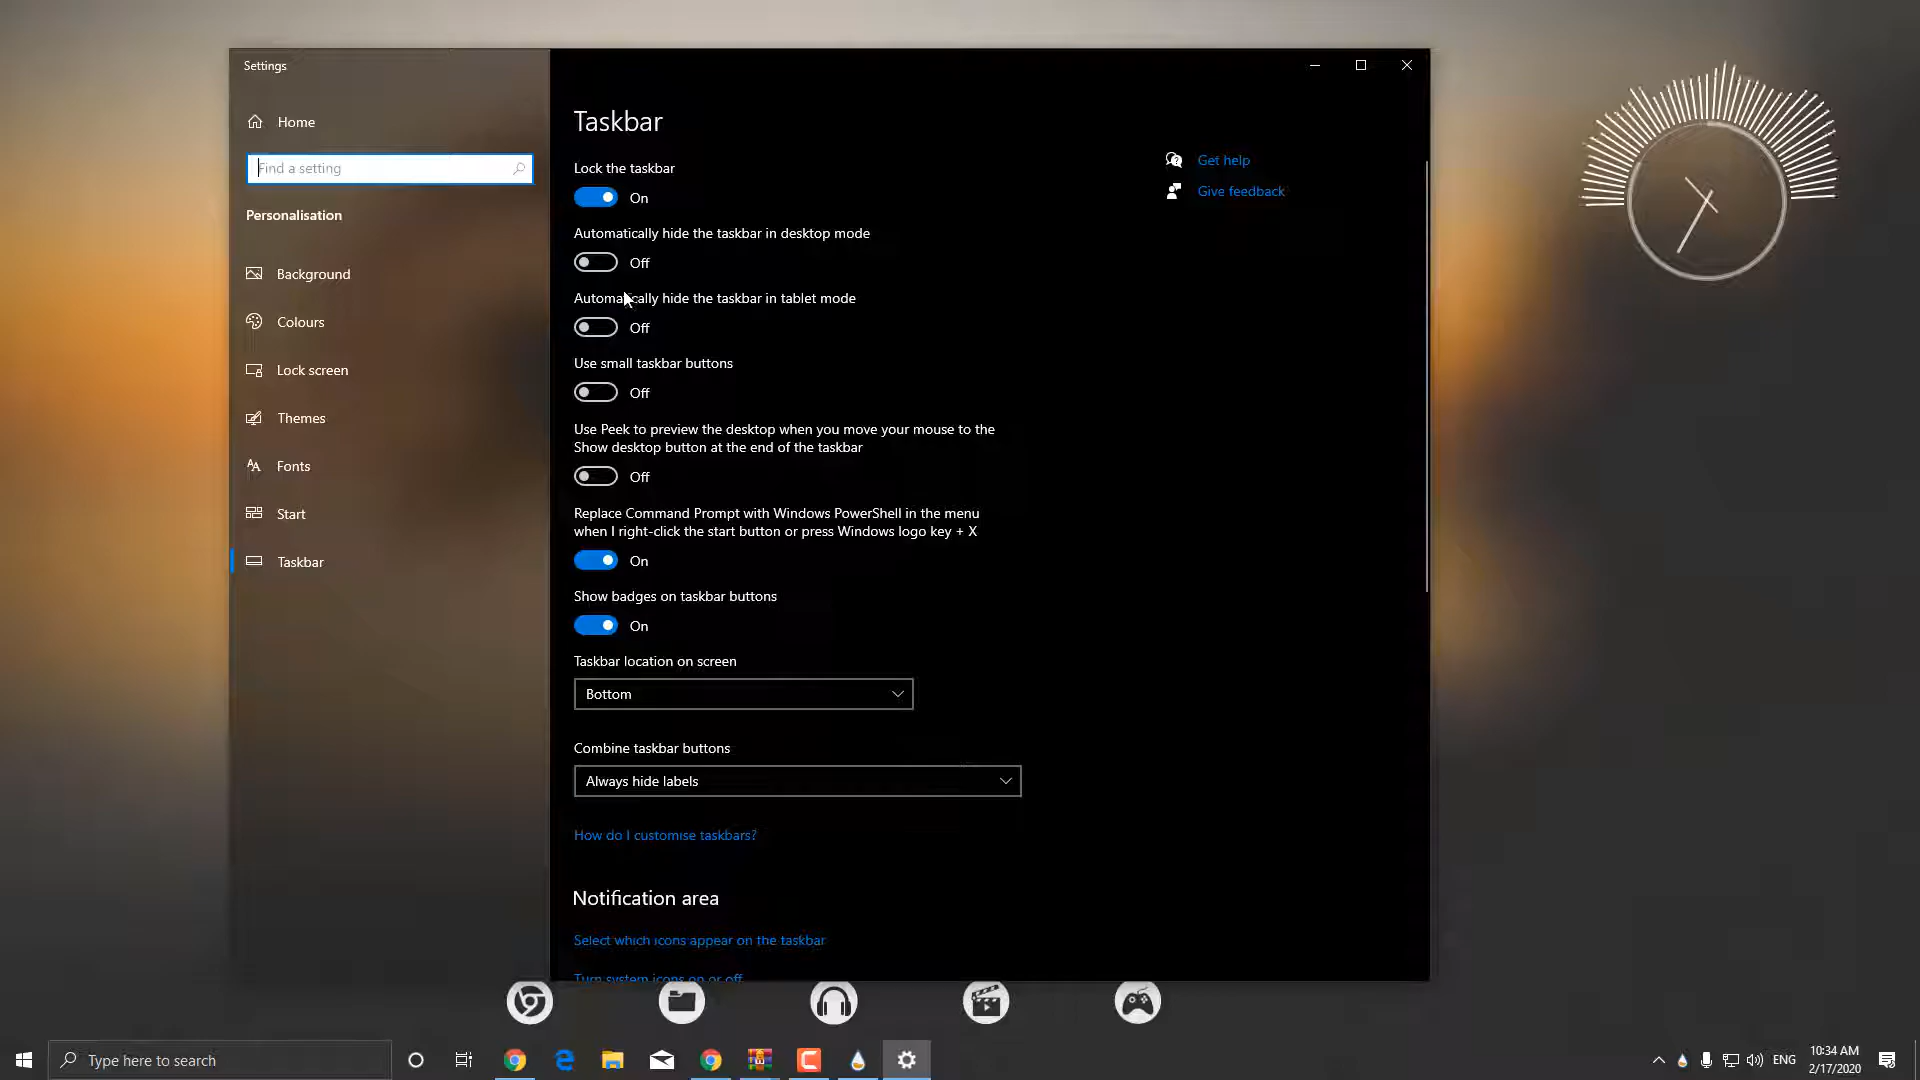 Settings
Home
Find a setting
Personalisation
Background
Colours
Lock screen
Themes
Fonts
Start
Taskbar
Taskbar
Lock the taskbar
On
Automatically hide the taskbar in desktop mode
Off
Automatically hide the taskbar in tablet mode
Off
Use small taskbar buttons
Off
Use Peek to preview the desktop when you move your mouse to the
Show desktop button at the end of the taskbar
Off
Replace Command Prompt with Windows PowerShell in the menu
when I right-click the start button or press Windows logo key + X
On
Show badges on taskbar buttons
On
Taskbar location on screen
Bottom
Combine taskbar buttons
Always hide labels
How do I customise taskbars?
Notification area
Select which icons appear on the taskbar
Turn system icons on or off
Get help
Give feedback
Type here to search
ENG
10:34 AM
2/17/2020